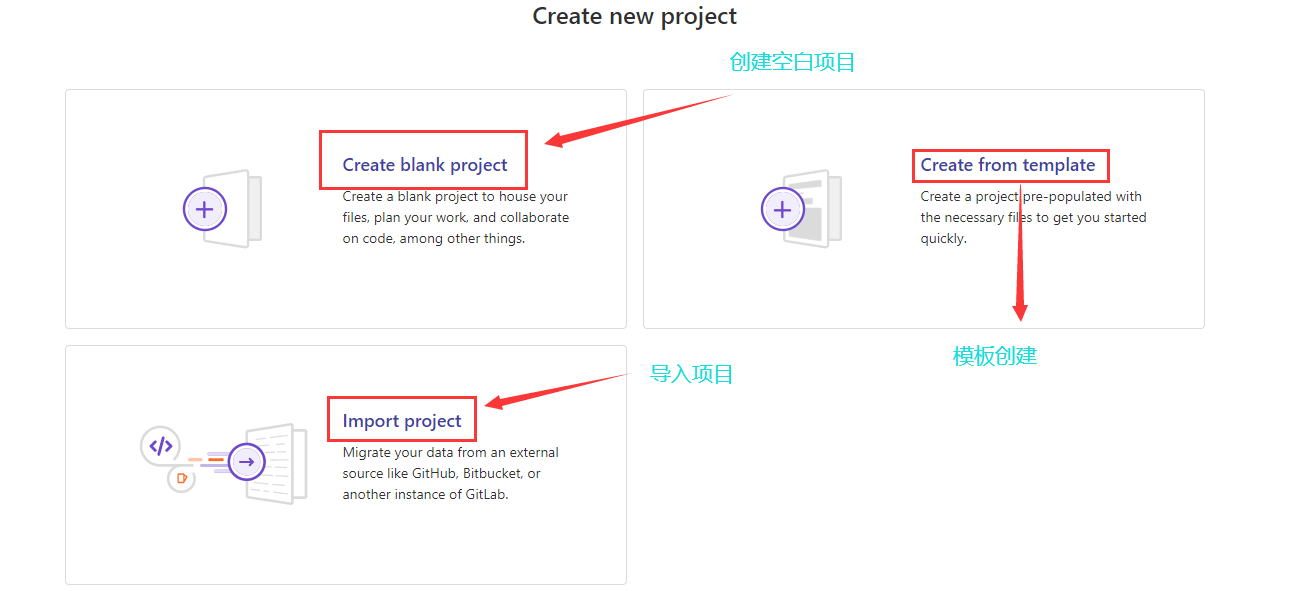 Create new project
创建空白项目
Create blank project
Create a blank project to house your
files, plan your work, and collaborate
on code, among other things.
Create from template
Create a project pre-populated with
the necessary files to get you started
quickly.
模板创建
导入项目
Import project
Migrate your data from an external
source like GitHub, Bitbucket, or
another instance of GitLab.